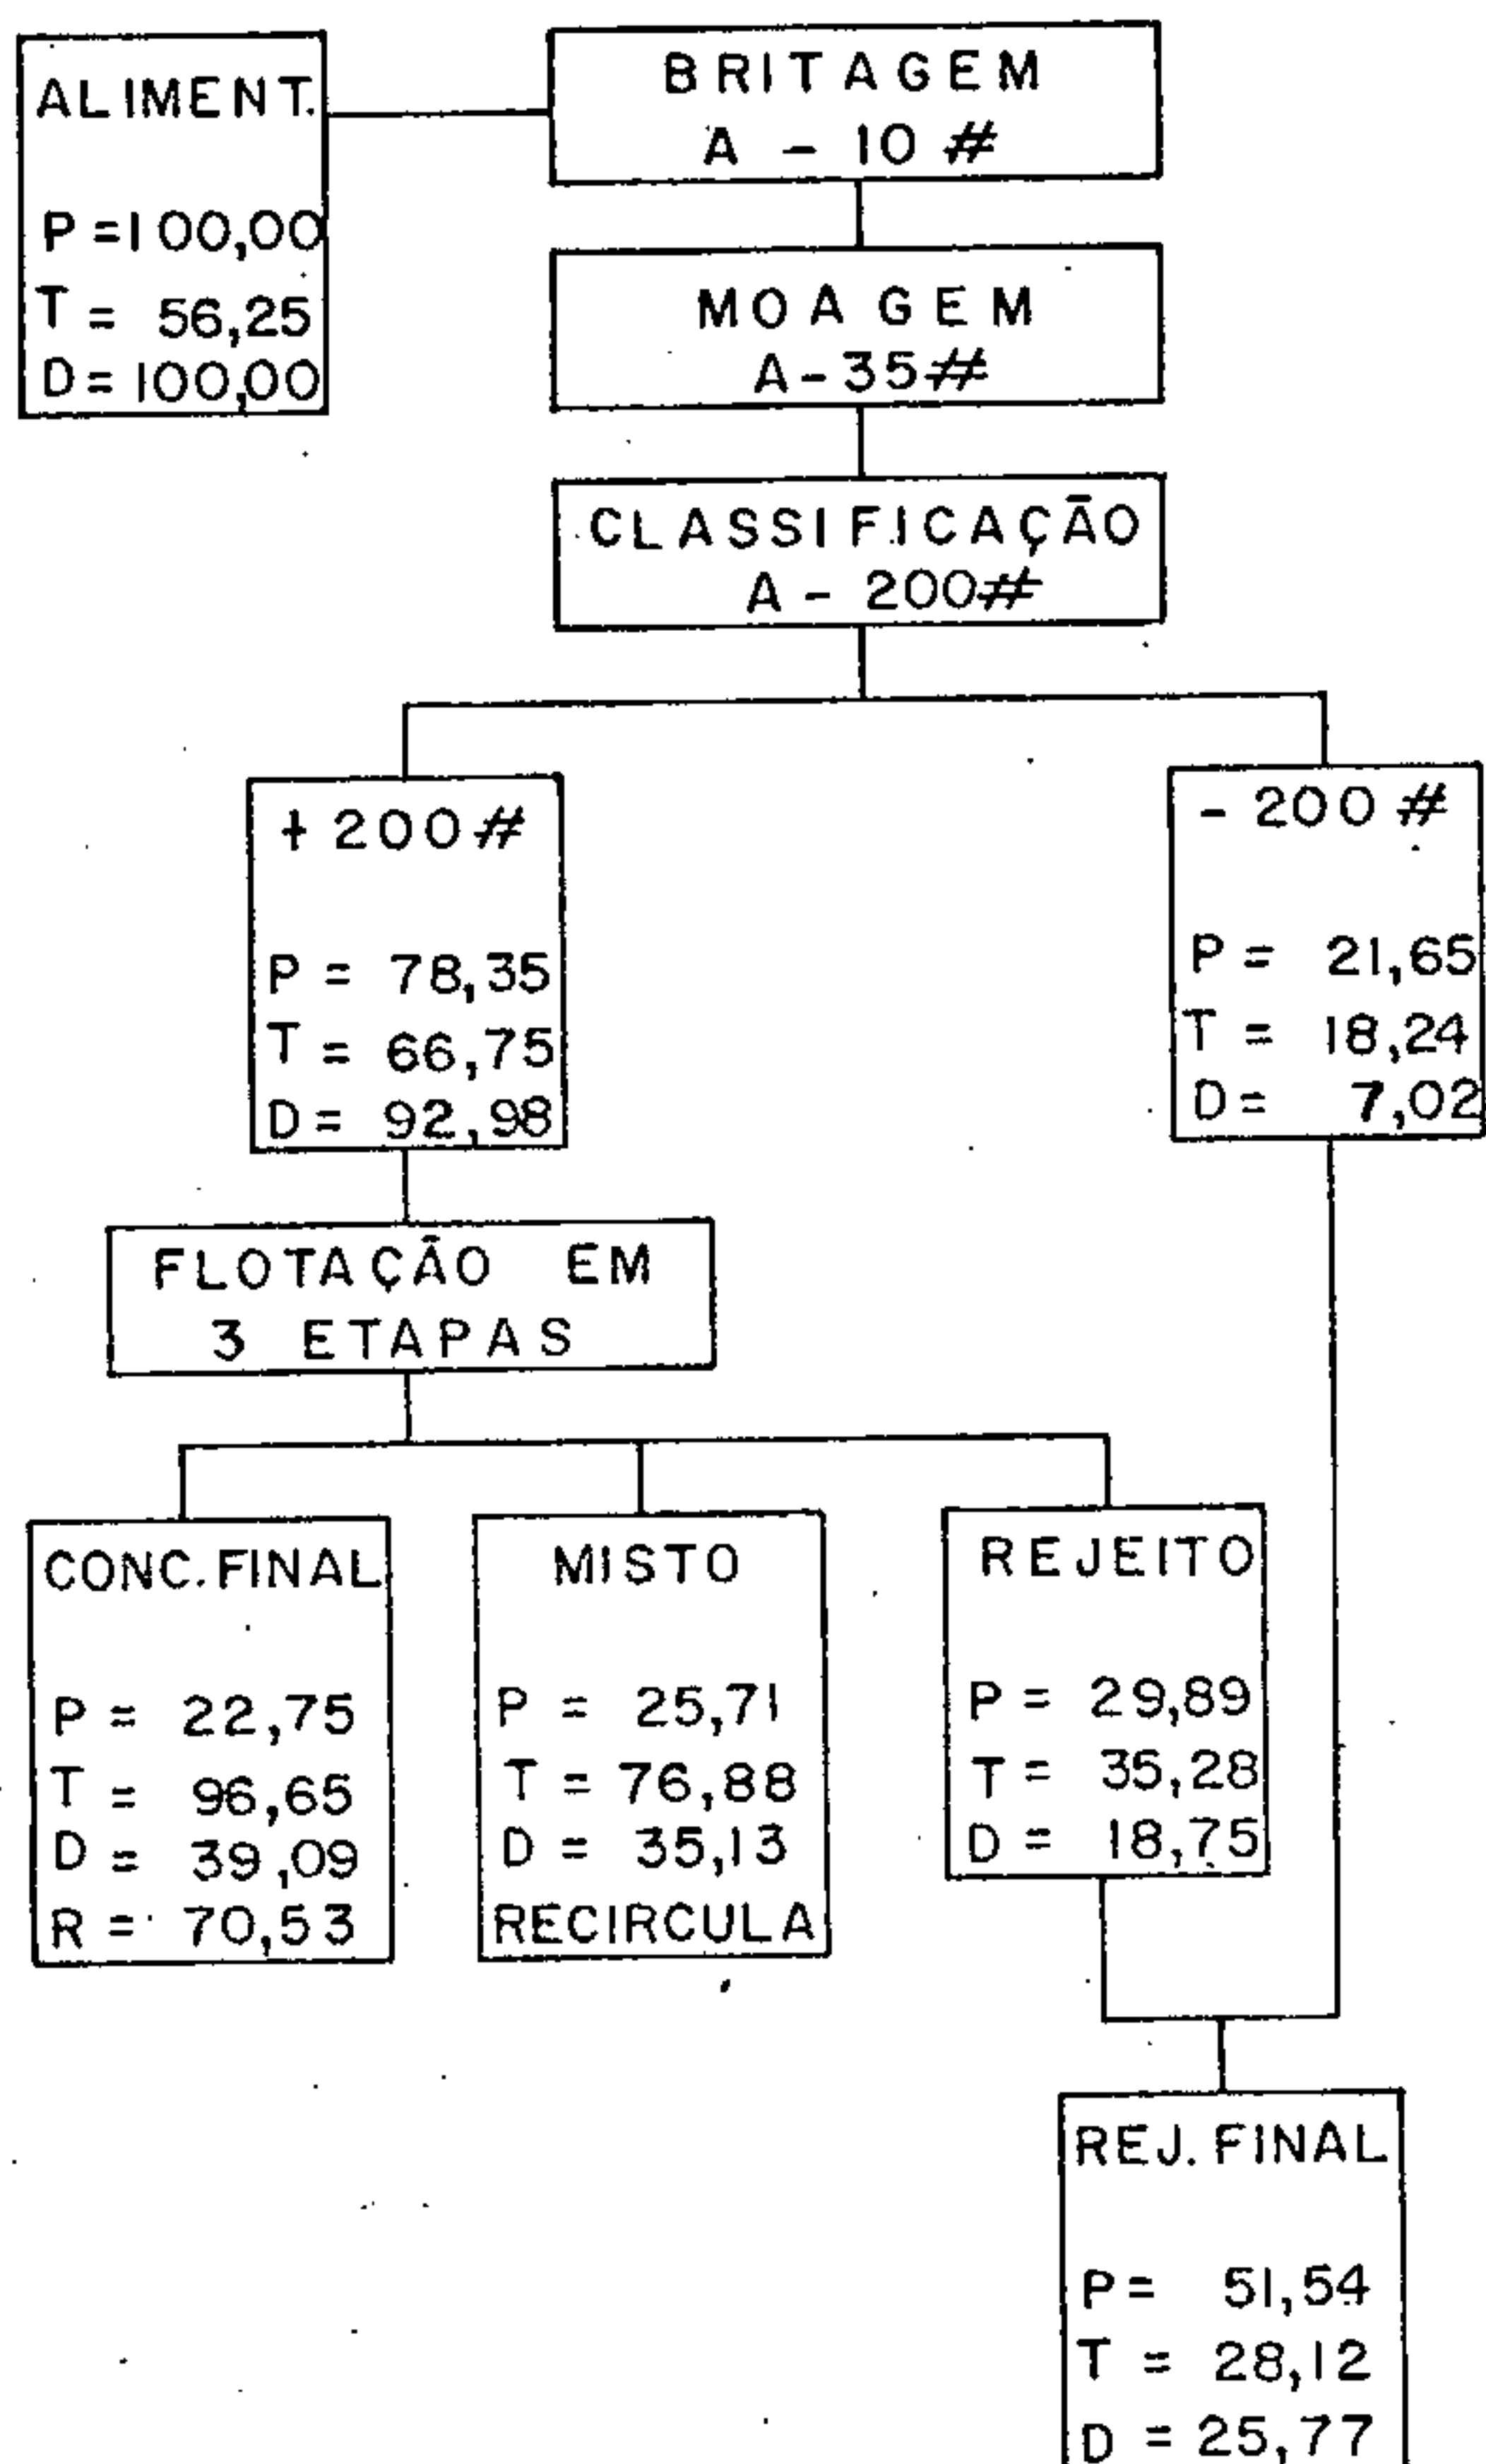 ALIMENT.
P = 100,00
T = 56,25
D = 100,00
BRITAGEM
A - 10 #
MOAGEM
A - 35 #
CLASSIFICAÇÃO
A - 200 #
+ 200 #
P = 78,35
T = 66,75
D = 92,98
- 200 #
P = 21,65
T = 18,24
D = 7,02
FLOTAÇÃO EM
3 ETAPAS
CONC. FINAL
P = 22,75
T = 96,65
D = 39,09
R = 70,53
MISTO
P = 25,71
T = 76,88
D = 35,13
RECIRCULA
REJEITO
P = 29,89
T = 35,28
D = 18,75
REJ. FINAL
P = 51,54
T = 28,12
D = 25,77